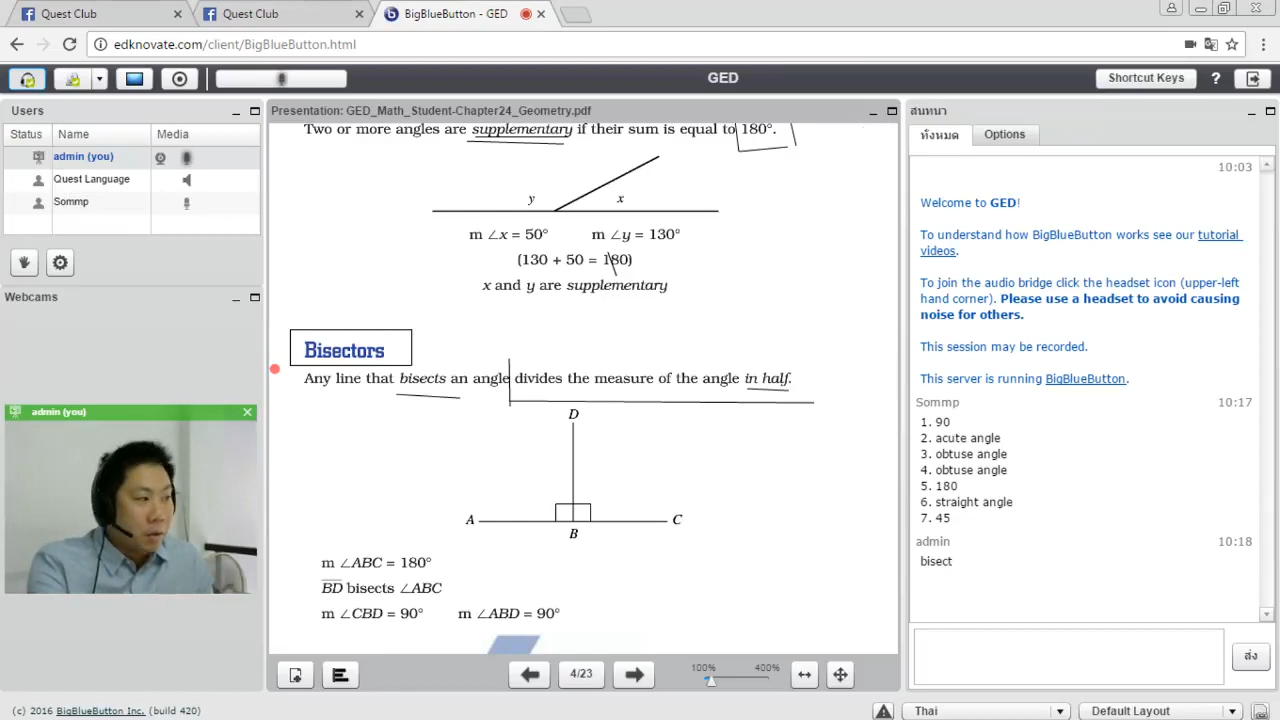 Quest Club
Quest Club
BigBlueButton - GED
edknovate.com/client/BigBlueButton.html
GED
Shortcut Keys
?
Users
Status Name Media
admin (you)
Quest Language
Sommp
Webcams
admin (you)
Presentation: GED_Math_Student-Chapter24_Geometry.pdf
Two or more angles are supplementary if their sum is equal to 180°.
y x
m ∠x = 50° m ∠y = 130°
(130 + 50 = 180)
x and y are supplementary
Bisectors
Any line that bisects an angle divides the measure of the angle in half.
D
A C
B
m ∠ABC = 180°
BD bisects ∠ABC
m ∠CBD = 90° m ∠ABD = 90°
4/23
100% 400%
สนทนา
ทั้งหมด Options
10:03
Welcome to GED!
To understand how BigBlueButton works see our tutorial
videos.
To join the audio bridge click the headset icon (upper-left
hand corner). Please use a headset to avoid causing
noise for others.
This session may be recorded.
This server is running BigBlueButton.
Sommp 10:17
1. 90
2. acute angle
3. obtuse angle
4. obtuse angle
5. 180
6. straight angle
7. 45
admin 10:18
bisect
ส่ง
(c) 2016 BigBlueButton Inc. (build 420)
Thai
Default Layout